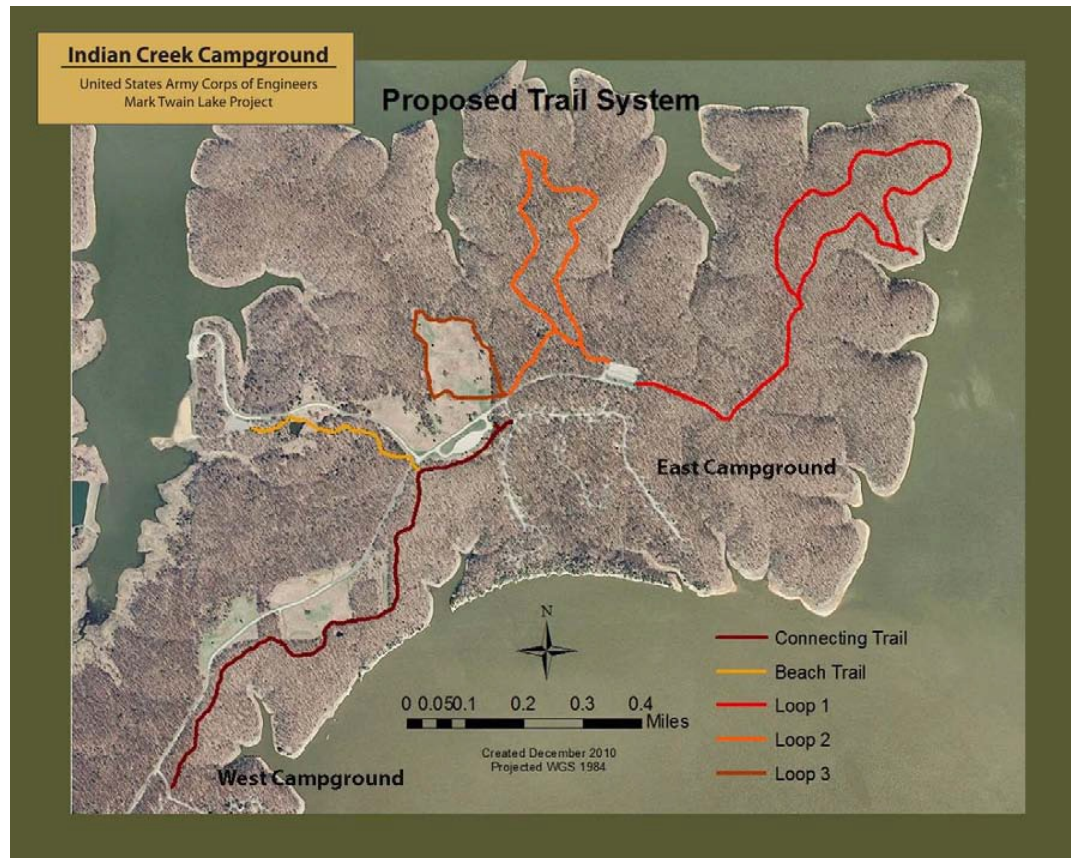 Indian Creek Campground
United States Army Corps of Engineers
Mark Twain Lake Project
Proposed Trail System
East Campground
N
Connecting Trail
Beach Trail
Loop 1
Loop 2
Loop 3
0 0.050.1 0.2 0.3 0.4
Miles
Created December 2010
Projected WGS 1984
West Campground